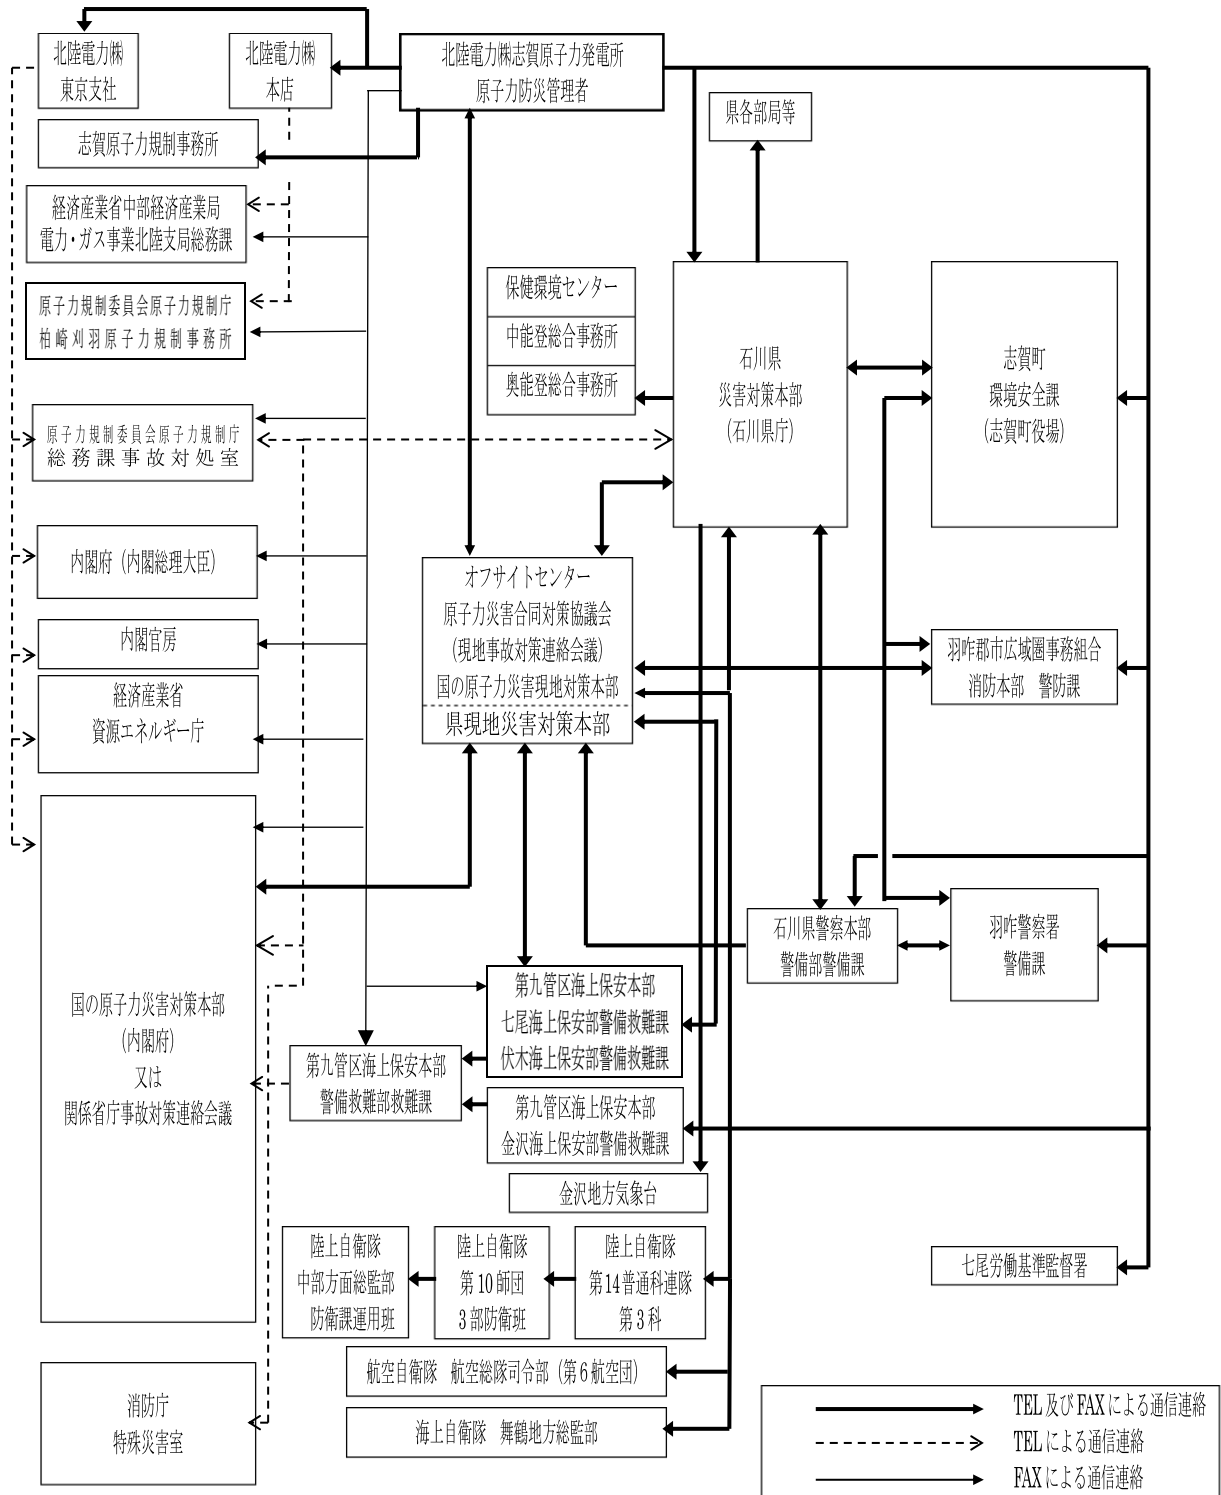 北陸電力㈱
東京支社
北陸電力㈱
本店
北陸電力㈱志賀原子力発電所
原子力防災管理者
県各部局等
志賀原子力規制事務所
経済産業省中部経済産業局
電力・ガス事業北陸支局総務課
原子力規制委員会原子力規制庁
柏崎刈羽原子力規制事務所
保健環境センター
中能登総合事務所
奥能登総合事務所
石川県
災害対策本部
(石川県庁)
志賀町
環境安全課
(志賀町役場)
原子力規制委員会原子力規制庁
総務課事故対処室
内閣府（内閣総理大臣）
内閣官房
経済産業省
資源エネルギー庁
オフサイトセンター
原子力災害合同対策協議会
(現地事故対策連絡会議)
国の原子力災害現地対策本部
県現地災害対策本部
羽咋郡市広域圏事務組合
消防本部　警防課
石川県警察本部
警備部警備課
羽咋警察署
警備課
国の原子力災害対策本部
(内閣府)
又は
関係省庁事故対策連絡会議
第九管区海上保安本部
七尾海上保安部警備救難課
伏木海上保安部警備救難課
第九管区海上保安本部
警備救難部救難課
第九管区海上保安本部
金沢海上保安部警備救難課
金沢地方気象台
陸上自衛隊
中部方面総監部
防衛課運用班
陸上自衛隊
第10師団
3部防衛班
陸上自衛隊
第14普通科連隊
第3科
七尾労働基準監督署
航空自衛隊　航空総隊司令部（第6航空団）
海上自衛隊　舞鶴地方総監部
消防庁
特殊災害室
TEL及びFAXによる通信連絡
TELによる通信連絡
FAXによる通信連絡